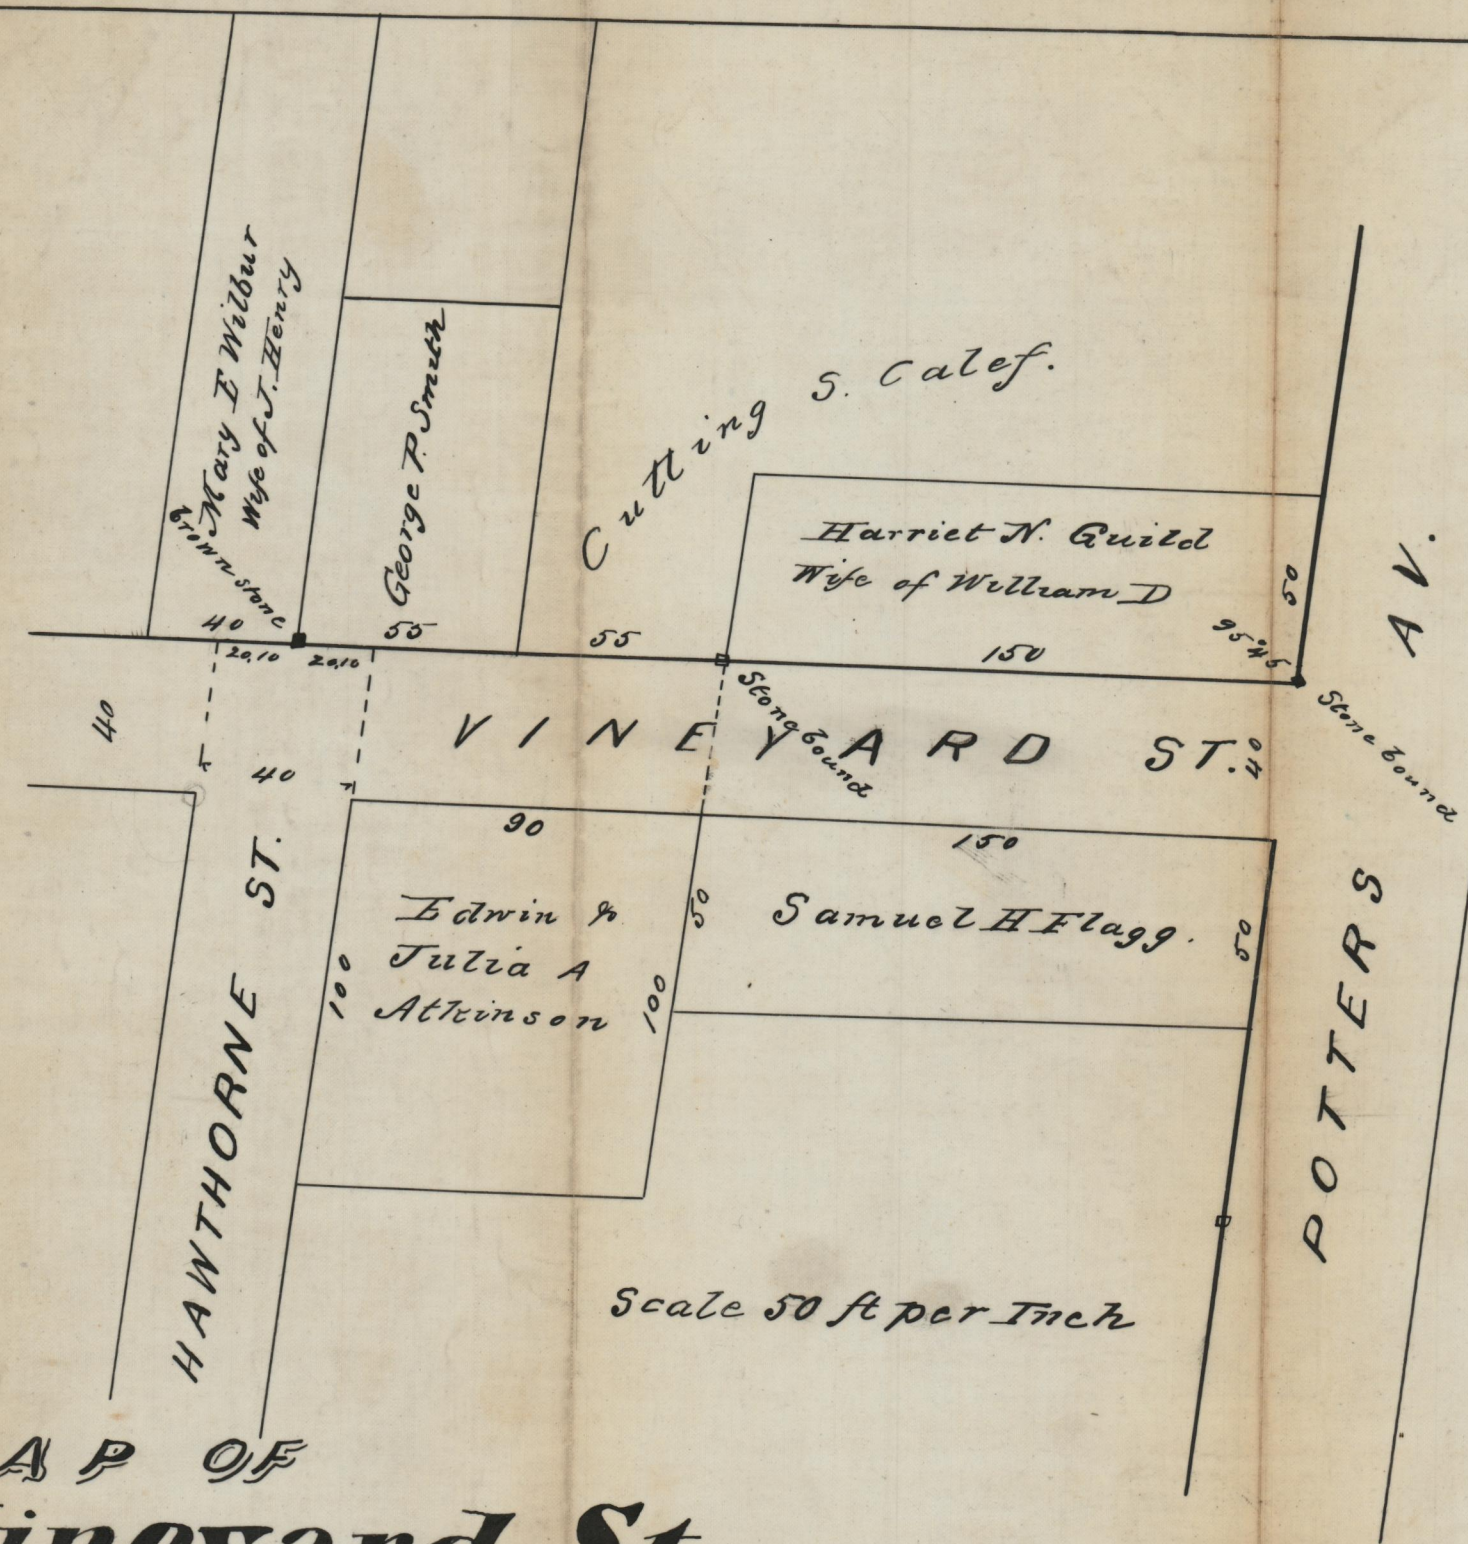 Mary E Wilbur
Wife of J. Henry
brown stone
George P. Smith
Cutting S. Calef.
Harriet N. Guild
Wife of William D
50
95°45
40
55
55
150
20.10
20.10
Stone bound
Stone bound
40
VINEYARD ST.
40
40
90
150
HAWTHORNE ST.
100
Edwin &
Julia A
Atkinson
100
50
Samuel H Flagg.
50
POTTERS AV.
Scale 50 ft per Inch
AP OF
ineyard St